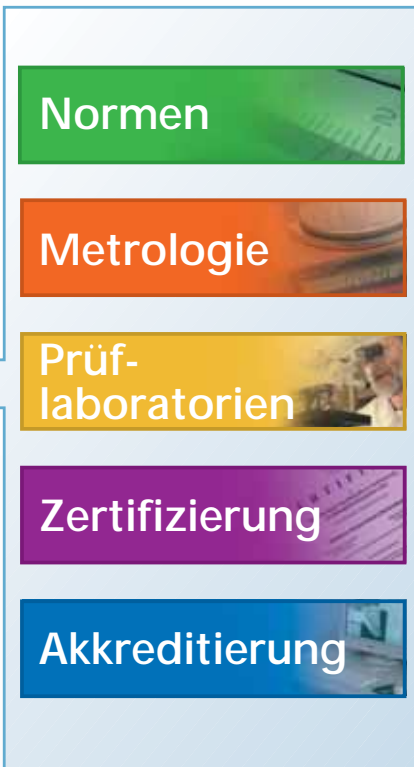 Normen
Metrologie
Prüf-
laboratorien
Zertifizierung
Akkreditierung